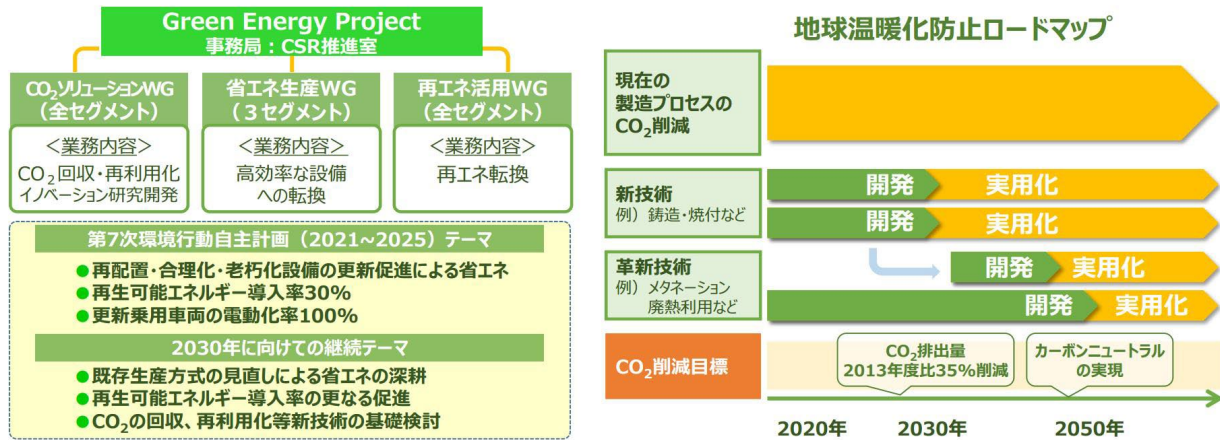 Green Energy Project
事務局：CSR推進室
CO₂ソリューションWG
（全セグメント）
＜業務内容＞
CO₂回収・再利用化
イノベーション研究開発
省エネ生産WG
（３セグメント）
＜業務内容＞
高効率な設備
への転換
再エネ活用WG
（全セグメント）
＜業務内容＞
再エネ転換
第7次環境行動自主計画（2021~2025）テーマ
●再配置・合理化・老朽化設備の更新促進による省エネ
●再生可能エネルギー導入率30%
●更新乗用車両の電動化率100%
2030年に向けての継続テーマ
●既存生産方式の見直しによる省エネの深耕
●再生可能エネルギー導入率の更なる促進
●CO₂の回収、再利用化等新技術の基礎検討
地球温暖化防止ロードマップ
現在の
製造プロセスの
CO₂削減
新技術
例）鋳造・焼付など
開発 実用化
開発 実用化
革新技術
例）メタネーション
廃熱利用など
開発 実用化
開発 実用化
CO₂削減目標
CO₂排出量
2013年度比35%削減
カーボンニュートラル
の実現
2020年 2030年 2050年